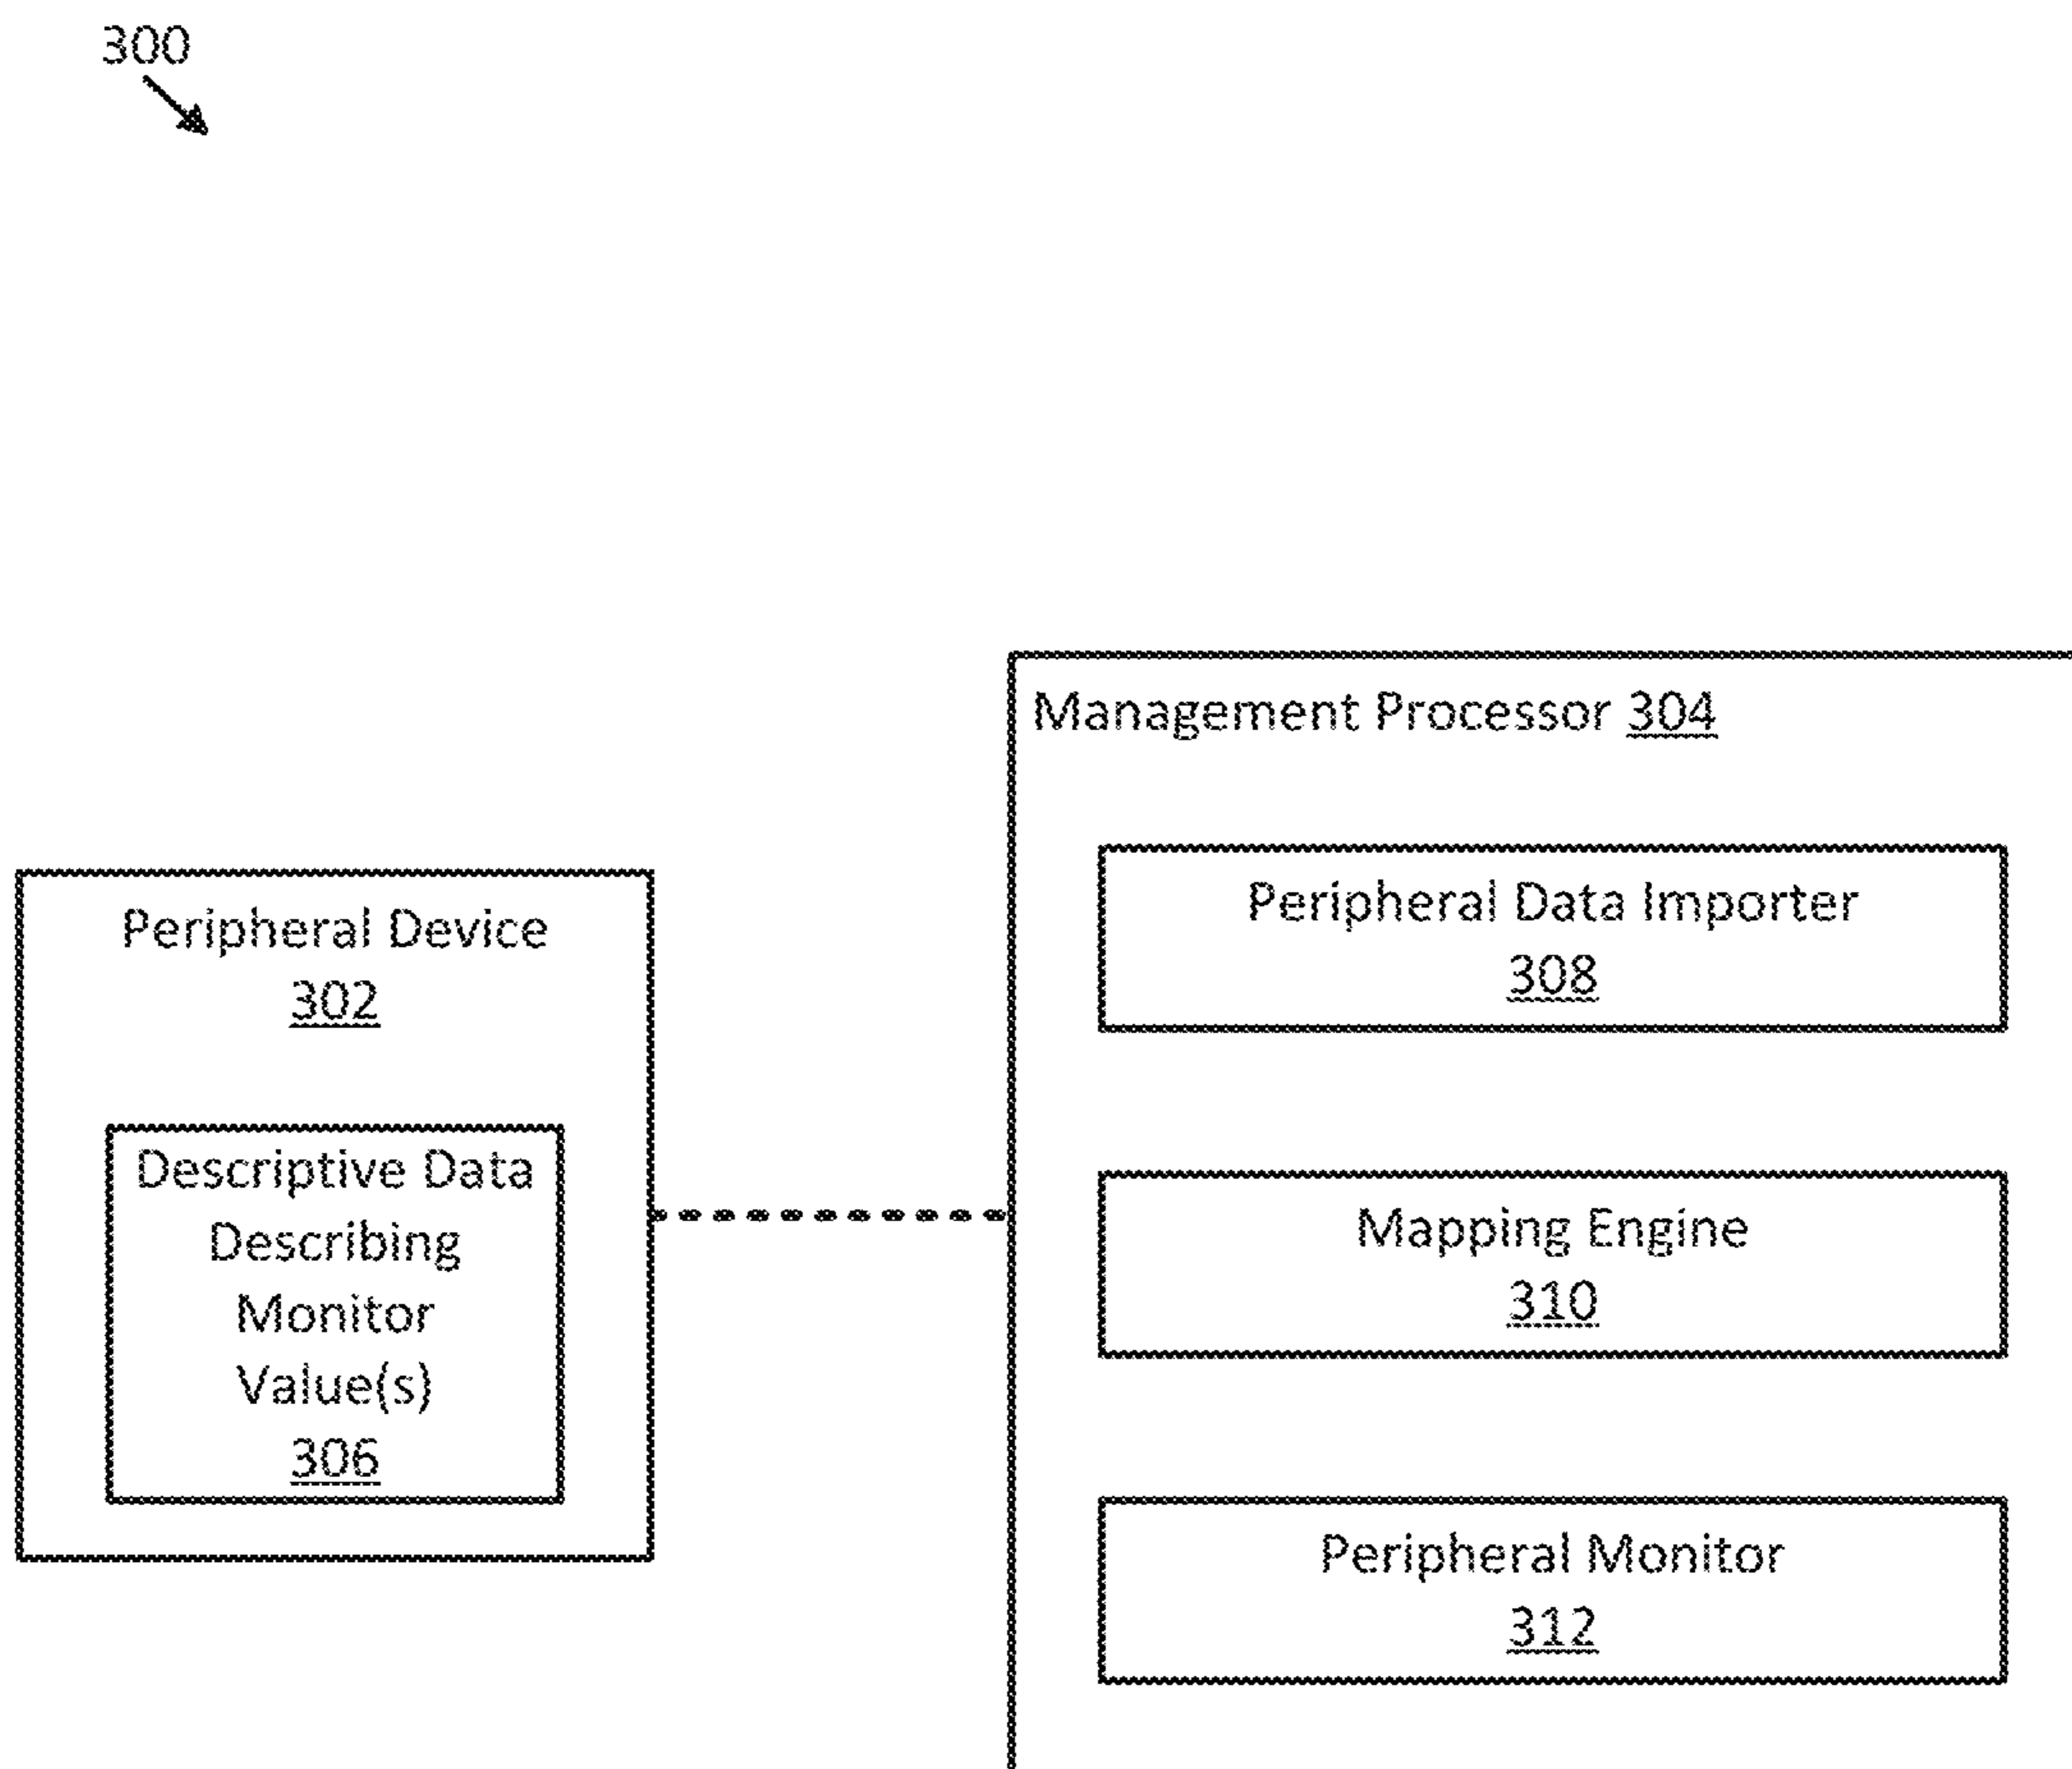 300
Management Processor 304
Peripheral Data Importer
308
Peripheral Device
302
Descriptive Data
Describing
Monitor
Value(s)
306
Mapping Engine
310
Peripheral Monitor
312